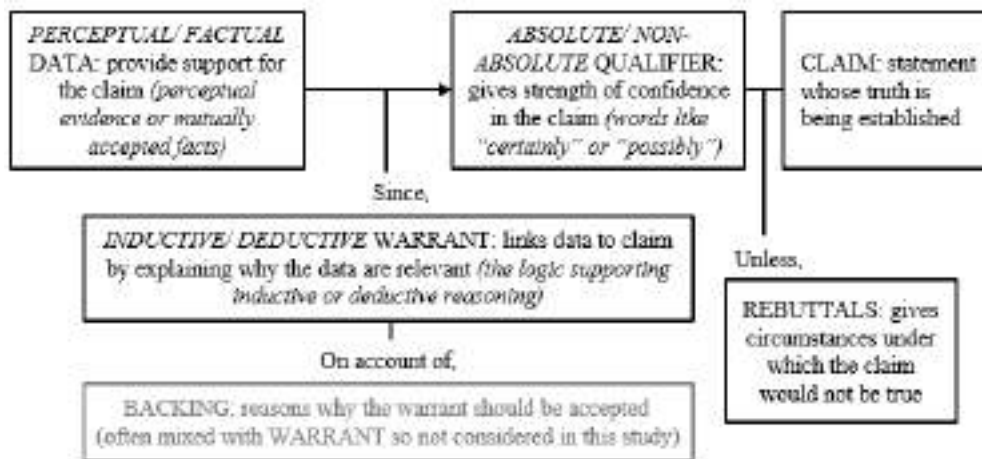 PERCEPTUAL/ FACTUAL
DATA: provide support for
the claim (perceptual
evidence or mutually
accepted facts)
ABSOLUTE/ NON-
ABSOLUTE QUALIFIER:
gives strength of confidence
in the claim (words like
"certainly" or "possibly")
CLAIM: statement
whose truth is
being established
Since,
INDUCTIVE/ DEDUCTIVE WARRANT: links data to claim
by explaining why the data are relevant (the logic supporting
inductive or deductive reasoning)
Unless,
REBUTTALS: gives
circumstances under
which the claim
would not be true
On account of,
BACKING: reasons why the warrant should be accepted
(often mixed with WARRANT so not considered in this study)